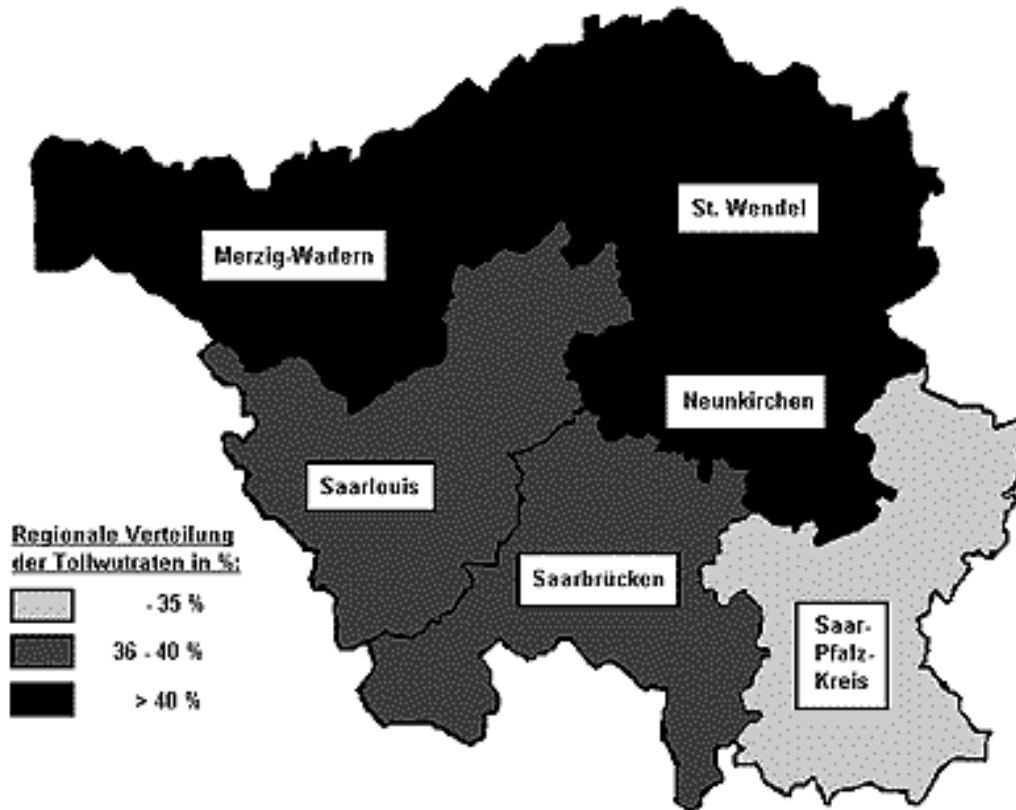 St. Wendel
Merzig-Wadern
Neunkirchen
Saarlouis
Regionale Verteilung
der Tollwutraten in %:
Saarbrücken
- 35 %
36 - 40 %
> 40 %
Saar-
Pfalz-
Kreis